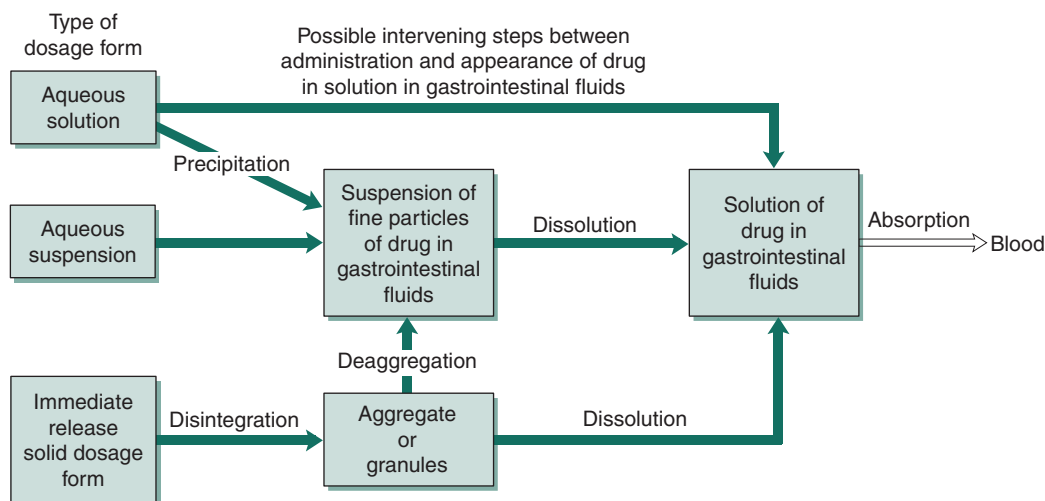 Type of
dosage form
Possible intervening steps between
administration and appearance of drug
in solution in gastrointestinal fluids
Aqueous
solution
Precipitation
Aqueous
suspension
Suspension of
fine particles
of drug in
gastrointestinal
fluids
Dissolution
Solution of
drug in
gastrointestinal
fluids
Absorption
Blood
Deaggregation
Immediate
release
solid dosage
form
Disintegration
Aggregate
or
granules
Dissolution